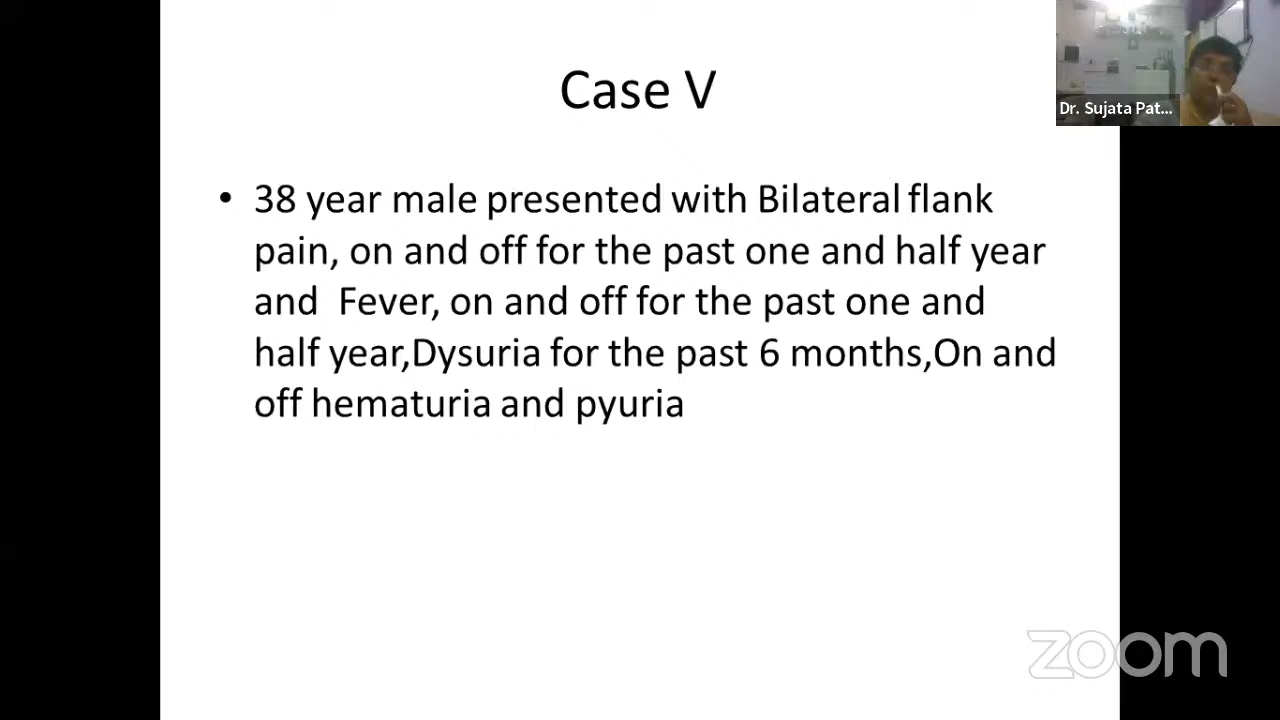 Case V
Dr. Sujata Pat...
• 38 year male presented with Bilateral flank
pain, on and off for the past one and half year
and Fever, on and off for the past one and
half year,Dysuria for the past 6 months,On and
off hematuria and pyuria
zoom